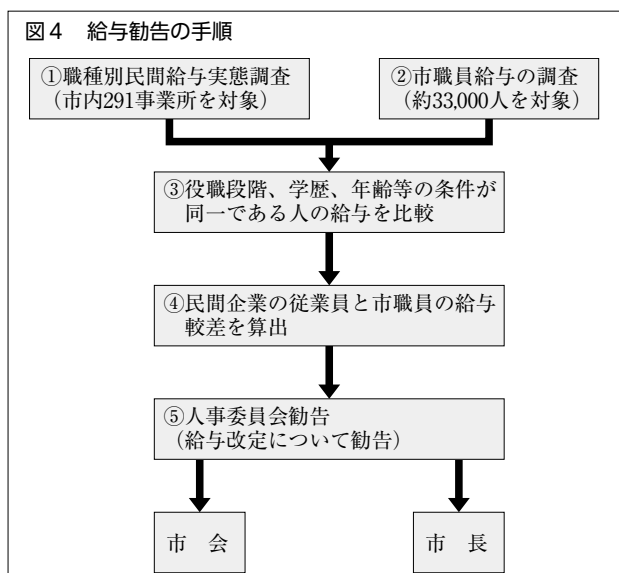 図4 給与勧告の手順
①職種別民間給与実態調査
（市内291事業所を対象）
②市職員給与の調査
（約33,000人を対象）
③役職段階、学歴、年齢等の条件が
同一である人の給与を比較
④民間企業の従業員と市職員の給与
較差を算出
⑤人事委員会勧告
（給与改定について勧告）
市 会
市 長